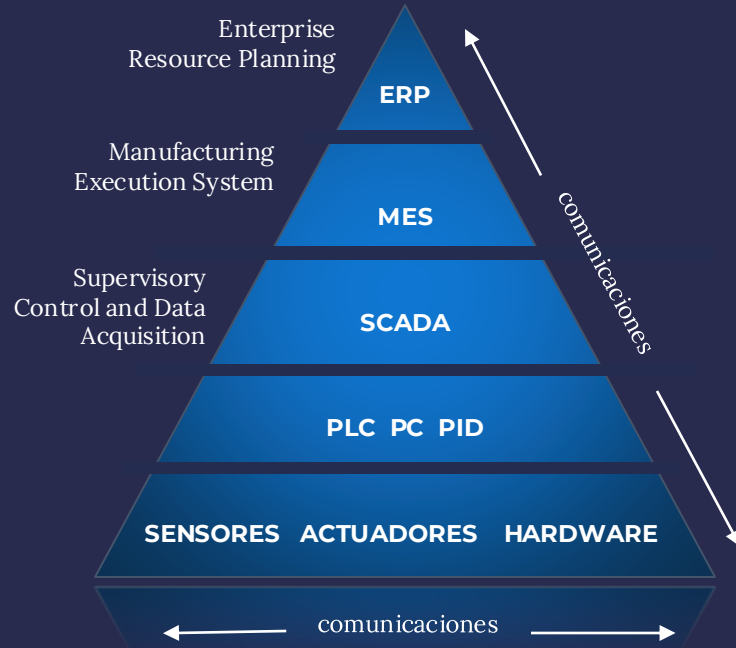 Enterprise
Resource Planning
ERP
Manufacturing
Execution System
MES
Supervisory
Control and Data
Acquisition
SCADA
comunicaciones
PLC PC PID
SENSORES ACTUADORES HARDWARE
comunicaciones